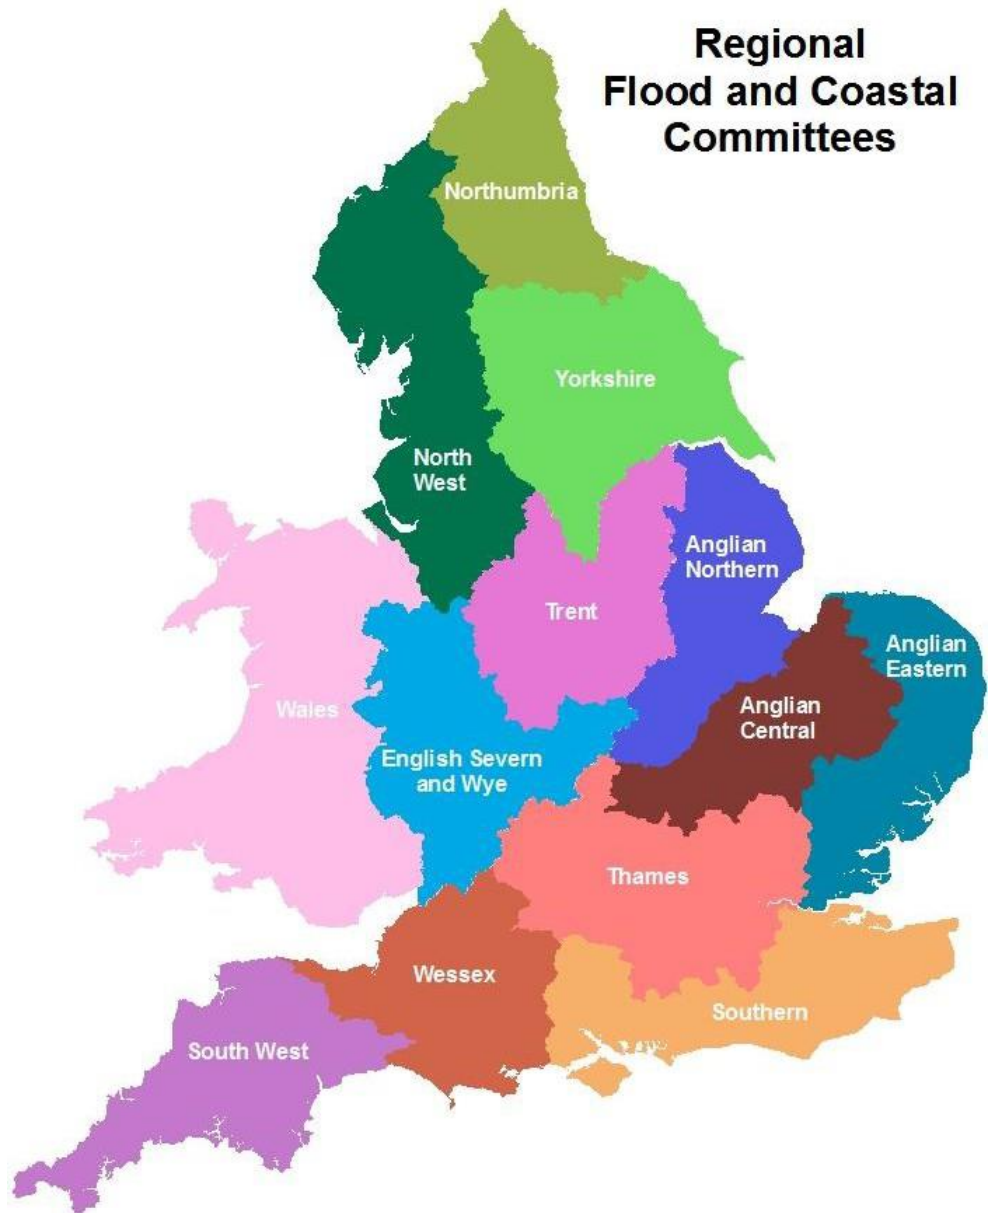 Regional
Flood and Coastal
Committees
Northumbria
Yorkshire
North
West
Anglian
Northern
Trent
Anglian
Eastern
Wales
Anglian
Central
English Severn
and Wye
Thames
Wessex
Southern
South West